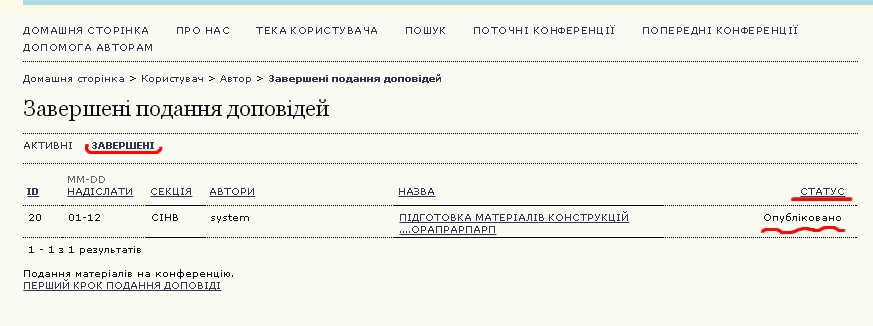 ДОМАШНЯ СТОРІНКА ПРО НАС ТЕКА КОРИСТУВАЧА ПОШУК ПОТОЧНІ КОНФЕРЕНЦІЇ ПОПЕРЕДНІ КОНФЕРЕНЦІЇ
ДОПОМОГА АВТОРАМ
Домашня сторінка > Користувач > Автор > Завершені подання доповідей
Завершені подання доповідей
АКТИВНІ ЗАВЕРШЕНІ
MM-DD
ID НАДІСЛАТИ СЕКЦІЯ АВТОРИ НАЗВА СТАТУС
20 01-12 СІНВ system ПІДГОТОВКА МАТЕРІАЛІВ КОНСТРУКЦІЙ Опубліковано
....ОРАПРАРПАРП
1 - 1 з 1 результатів
Подання матеріалів на конференцію.
ПЕРШИЙ КРОК ПОДАННЯ ДОПОВІДІ